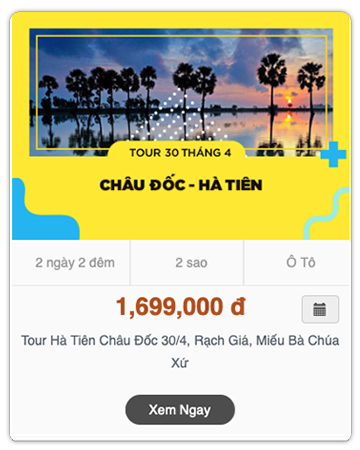 TOUR 30 THÁNG 4
CHÂU ĐỐC - HÀ TIÊN
2 ngày 2 đêm
2 sao
Ô Tô
1,699,000 đ
Tour Hà Tiên Châu Đốc 30/4, Rạch Giá, Miếu Bà Chúa
Xứ
Xem Ngay